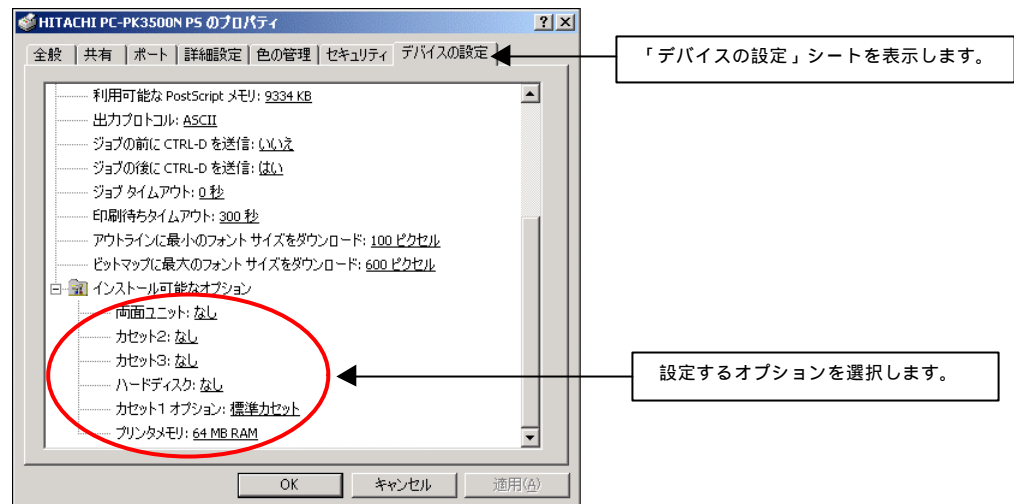 HITACHI PC-PK3500N PS のプロパティ
全般 共有 ポート 詳細設定 色の管理 セキュリティ デバイスの設定
「デバイスの設定」シートを表示します。
利用可能な PostScript メモリ: 9334 KB
出力プロトコル: ASCII
ジョブの前に CTRL-D を送信: いいえ
ジョブの後に CTRL-D を送信: はい
ジョブ タイムアウト: 0 秒
印刷待ちタイムアウト: 300 秒
アウトラインに最小のフォント サイズをダウンロード: 100 ピクセル
ビットマップに最大のフォント サイズをダウンロード: 600 ピクセル
インストール可能なオプション
両面ユニット: なし
カセット2: なし
カセット3: なし
ハードディスク: なし
カセット1 オプション: 標準カセット
プリンタメモリ: 64 MB RAM
設定するオプションを選択します。
OK キャンセル 適用(A)